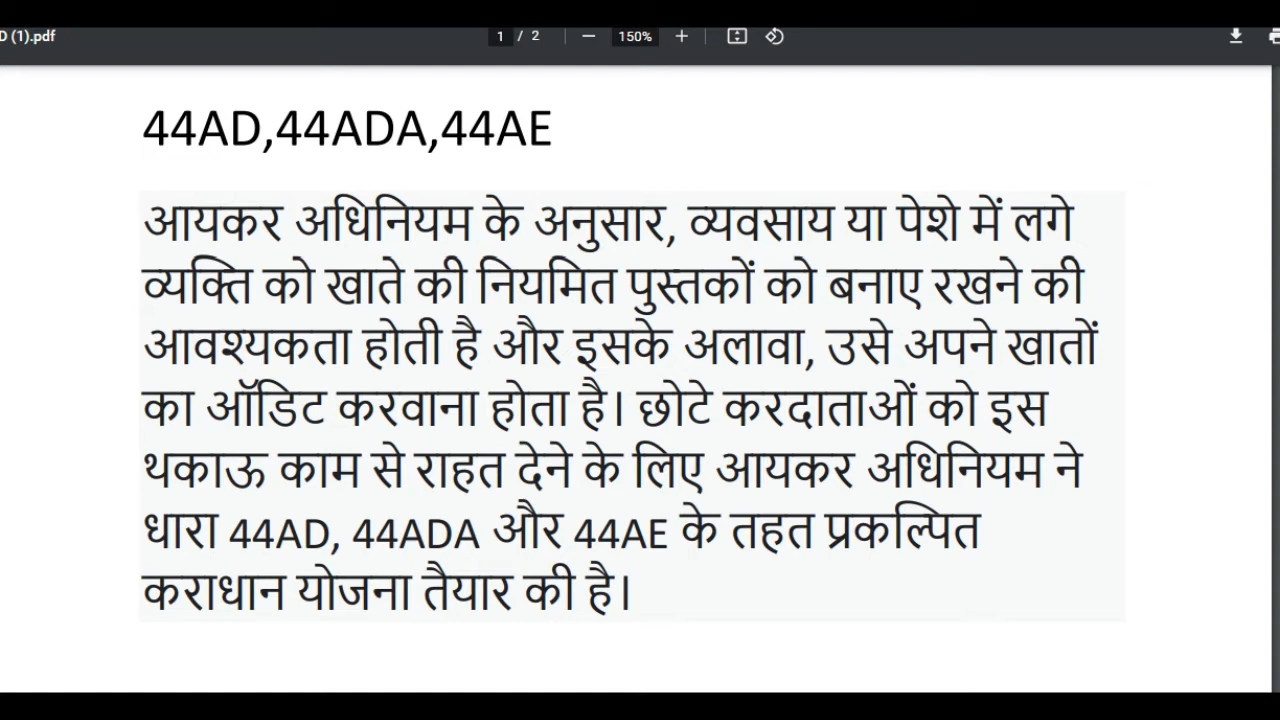 D (1).pdf
1 / 2
150%
44AD,44ADA,44AE
आयकर अधिनियम के अनुसार, व्यवसाय या पेशे में लगे
व्यक्ति को खाते की नियमित पुस्तकों को बनाए रखने की
आवश्यकता होती है और इसके अलावा, उसे अपने खातों
का ऑडिट करवाना होता है। छोटे करदाताओं को इस
थकाऊ काम से राहत देने के लिए आयकर अधिनियम ने
धारा 44AD, 44ADA और 44AE के तहत प्रकल्पित
कराधान योजना तैयार की है।